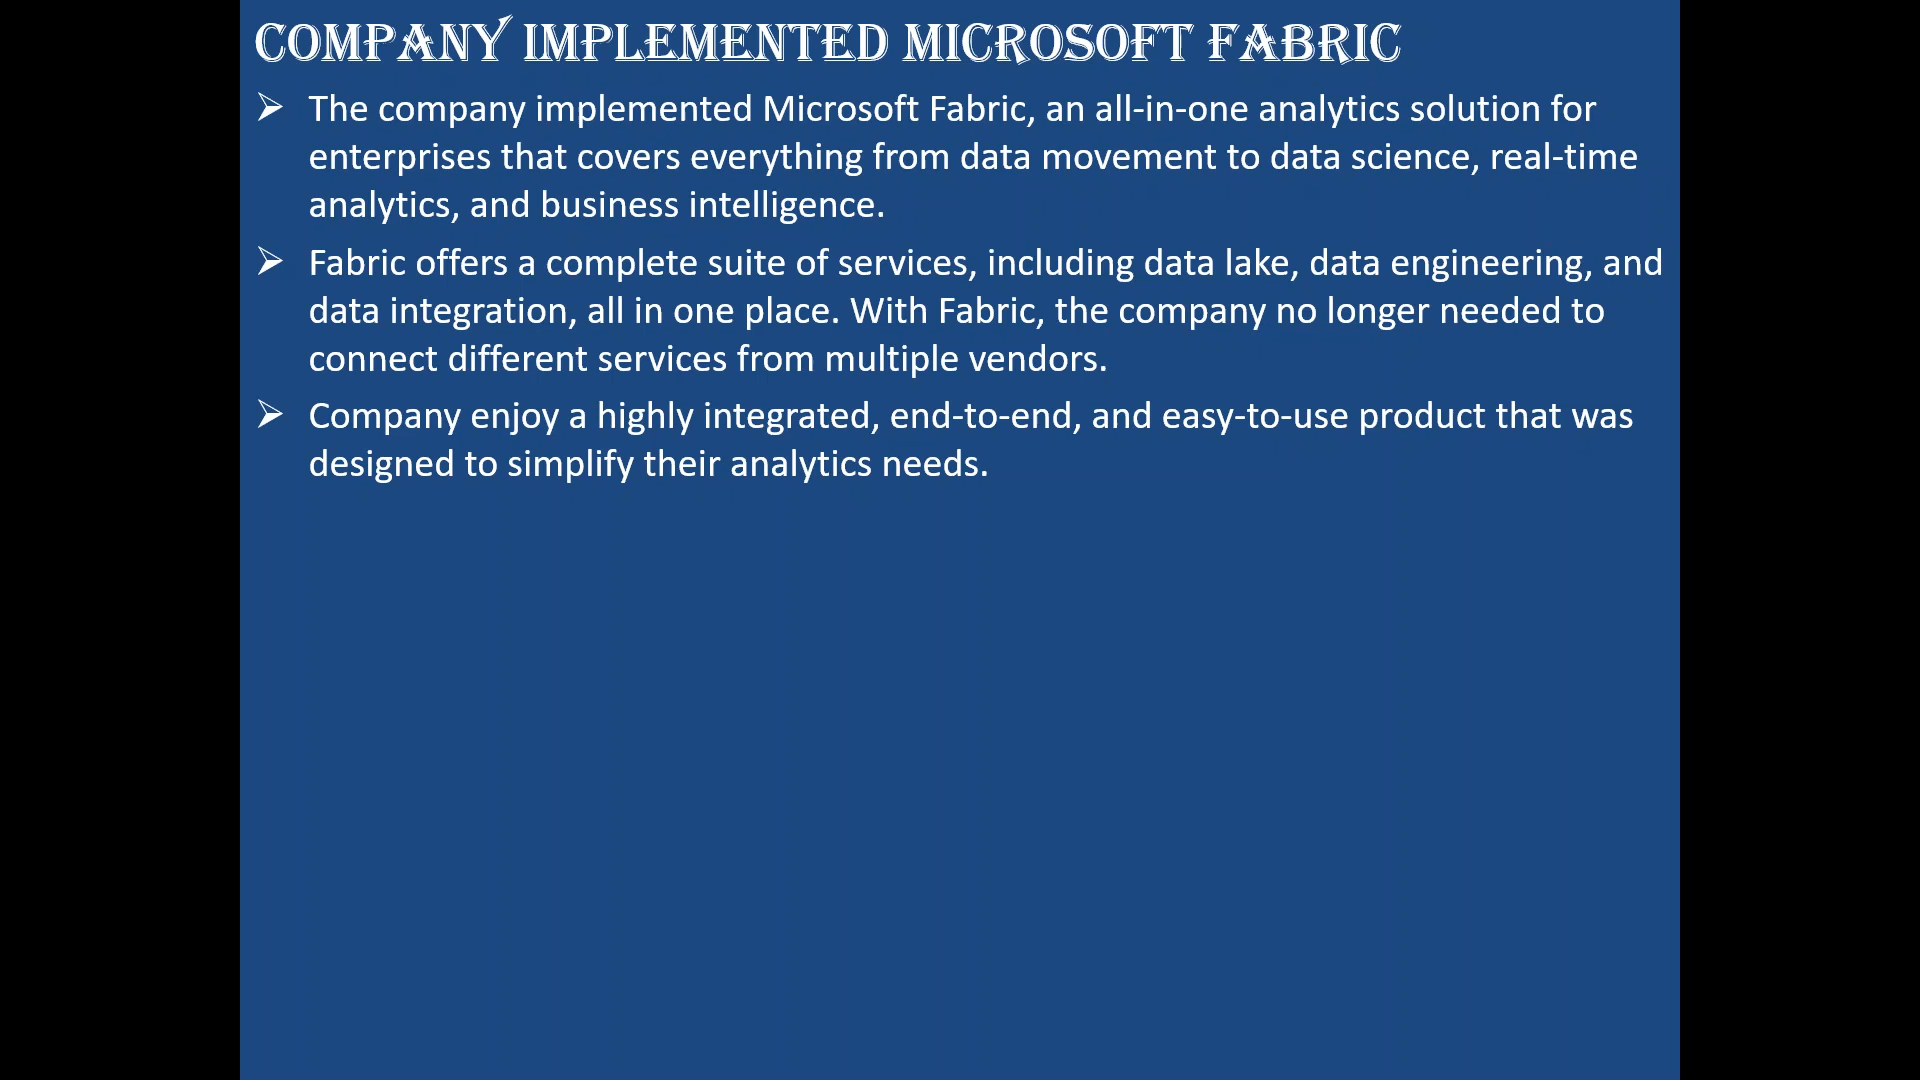 COMPANY IMPLEMENTED MICROSOFT FABRIC
➢ The company implemented Microsoft Fabric, an all-in-one analytics solution for
enterprises that covers everything from data movement to data science, real-time
analytics, and business intelligence.
➢ Fabric offers a complete suite of services, including data lake, data engineering, and
data integration, all in one place. With Fabric, the company no longer needed to
connect different services from multiple vendors.
➢ Company enjoy a highly integrated, end-to-end, and easy-to-use product that was
designed to simplify their analytics needs.